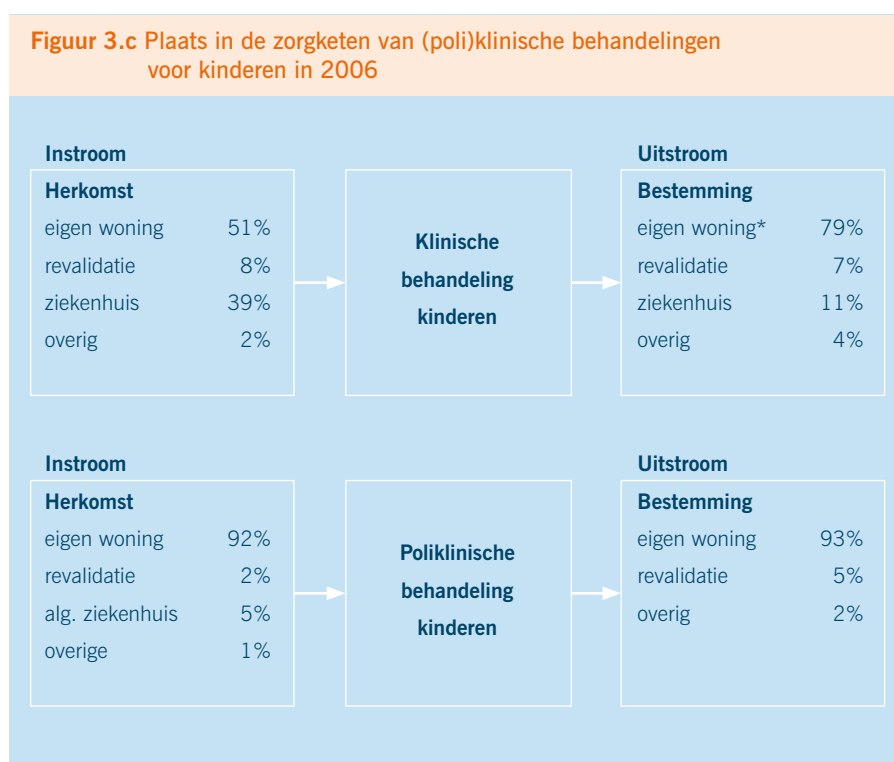 Figuur 3.c Plaats in de zorgketen van (poli)klinische behandelingen
voor kinderen in 2006
Instroom
Herkomst
eigen woning 51%
revalidatie 8%
ziekenhuis 39%
overig 2%
Klinische
behandeling
kinderen
Uitstroom
Bestemming
eigen woning* 79%
revalidatie 7%
ziekenhuis 11%
overig 4%
Instroom
Herkomst
eigen woning 92%
revalidatie 2%
alg. ziekenhuis 5%
overige 1%
Poliklinische
behandeling
kinderen
Uitstroom
Bestemming
eigen woning 93%
revalidatie 5%
overig 2%